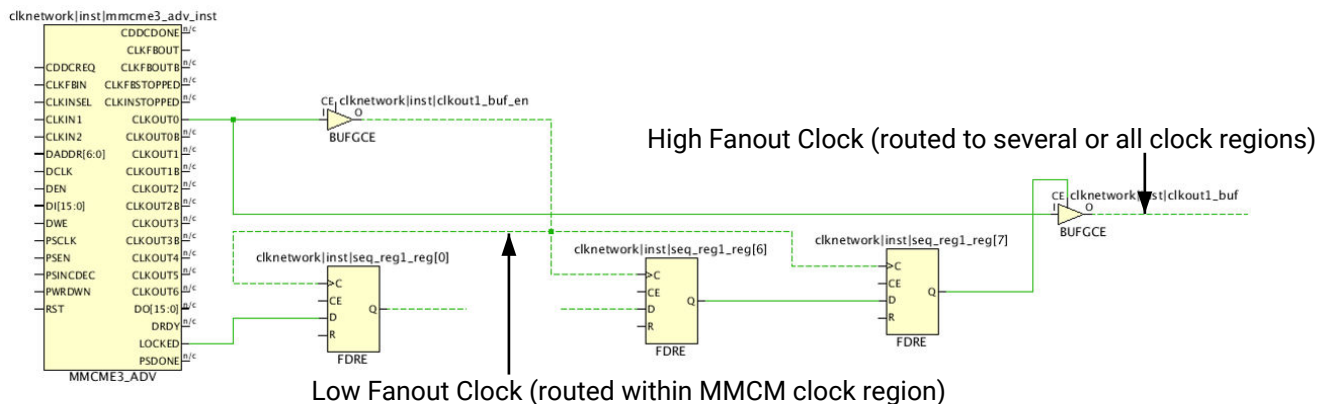 clknetwork|inst|mmcme3_adv_inst
CDDCDONE n/c
CLKFBOUT
CDDCREQ CLKFBOUTB n/c
CLKFBIN CLKFBSTOPPED n/c
CLKINSEL CLKINSTOPPED n/c
CLKIN1 CLKOUT0
CLKIN2 CLKOUT0B n/c
DADDR[6:0] CLKOUT1 n/c
DCLK CLKOUT1B n/c
DEN CLKOUT2 n/c
DI[15:0] CLKOUT2B n/c
DWE CLKOUT3 n/c
PSCLK CLKOUT3B n/c
PSEN CLKOUT4 n/c
PSINCDEC CLKOUT5 n/c
PWRDWN CLKOUT6 n/c
RST DO[15:0] n/c
DRDY n/c
LOCKED
PSDONE n/c
MMCME3_ADV
CE clknetwork|inst|clkout1_buf_en
I O
BUFGCE
High Fanout Clock (routed to several or all clock regions)
CE clknetwork|inst|clkout1_buf
I O
BUFGCE
clknetwork|inst|seq_reg1_reg[0]
C
CE
D Q
R
FDRE
clknetwork|inst|seq_reg1_reg[6]
C
CE
D Q
R
FDRE
clknetwork|inst|seq_reg1_reg[7]
C
CE
D Q
R
FDRE
Low Fanout Clock (routed within MMCM clock region)